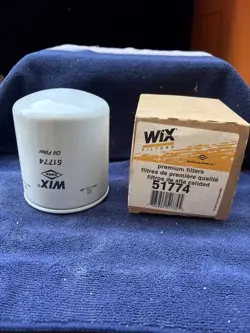 WIX
51774
Oil Filter
WIX
FILTERS
premium filters
filtres de première qualité
filtros de alta calidad
51774